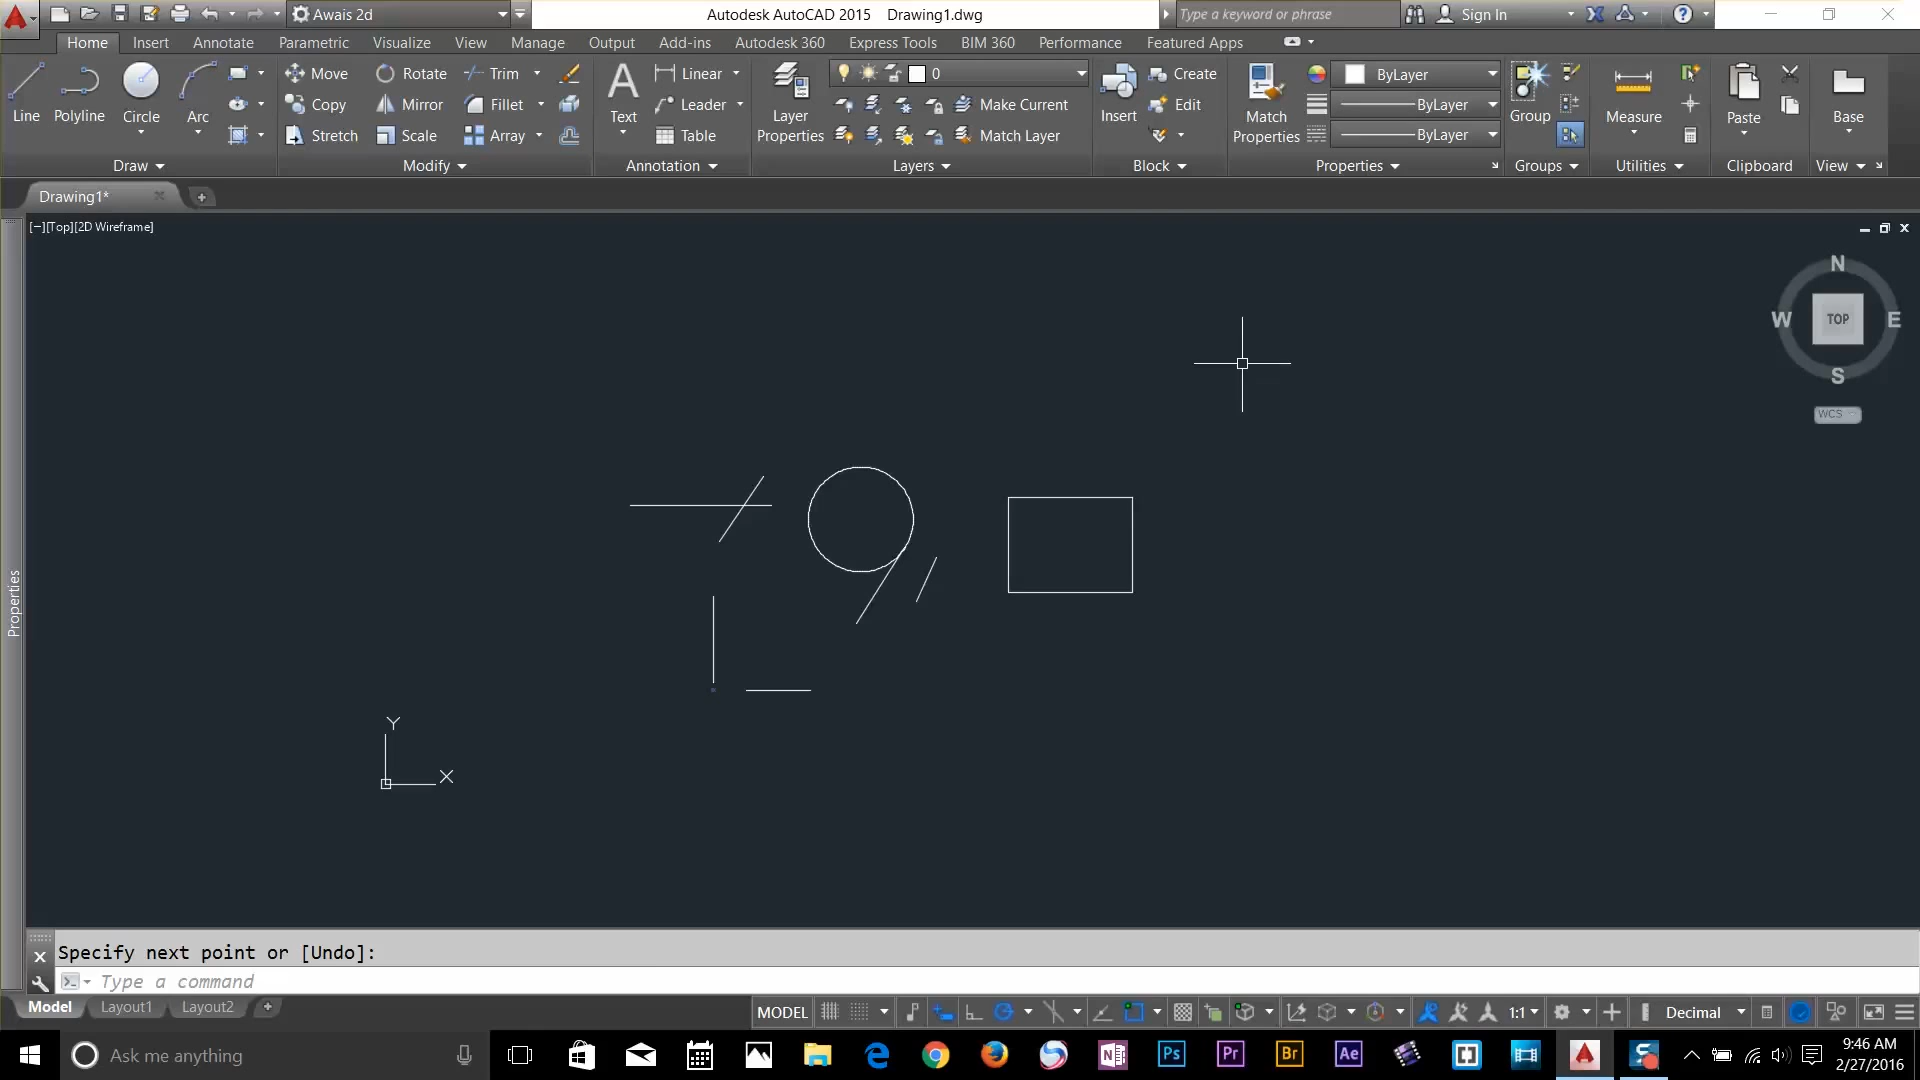 Awais 2d
Autodesk AutoCAD 2015 Drawing1.dwg
Type a keyword or phrase
Sign In
Home Insert Annotate Parametric Visualize View Manage Output Add-ins Autodesk 360 Express Tools BIM 360 Performance Featured Apps
Line
Polyline
Circle
Arc
Draw
Move
Copy
Stretch
Rotate
Mirror
Scale
Trim
Fillet
Array
Modify
Text
Linear
Leader
Table
Annotation
Layer
Properties
0
Make Current
Match Layer
Layers
Insert
Create
Edit
Block
Match
Properties
ByLayer
ByLayer
ByLayer
Properties
Group
Groups
Measure
Utilities
Paste
Clipboard
Base
View
Drawing1*
[−][Top][2D Wireframe]
N
W
TOP
E
S
WCS
Properties
Y
X
Specify next point or [Undo]:
Type a command
Model Layout1 Layout2
MODEL
1:1
Decimal
Ask me anything
N
Ps
Pr
Br
Ae
S
9:46 AM
2/27/2016